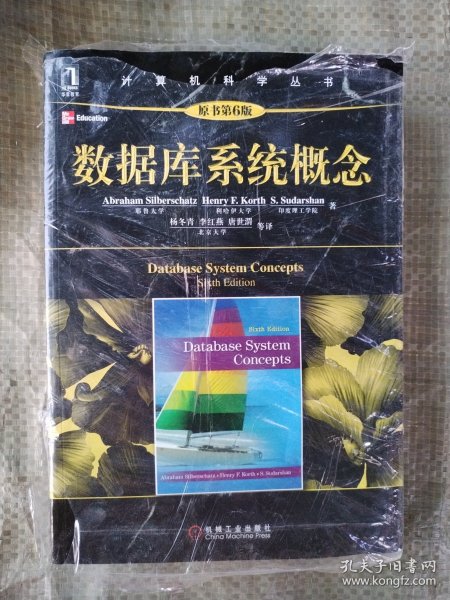 华章教育
计算机科学丛书
原书第6版
Education
数据库系统概念
Abraham Silberschatz Henry F. Korth S. Sudarshan 著
耶鲁大学 利哈伊大学 印度理工学院
杨冬青 李红燕 唐世渭 等译
北京大学
Database System Concepts
Sixth Edition
Sixth Edition
Database System
Concepts
Abraham Silberschatz • Henry F. Korth • S. Sudarshan
机械工业出版社
China Machine Press
孔夫子旧书网
www.kongfz.com